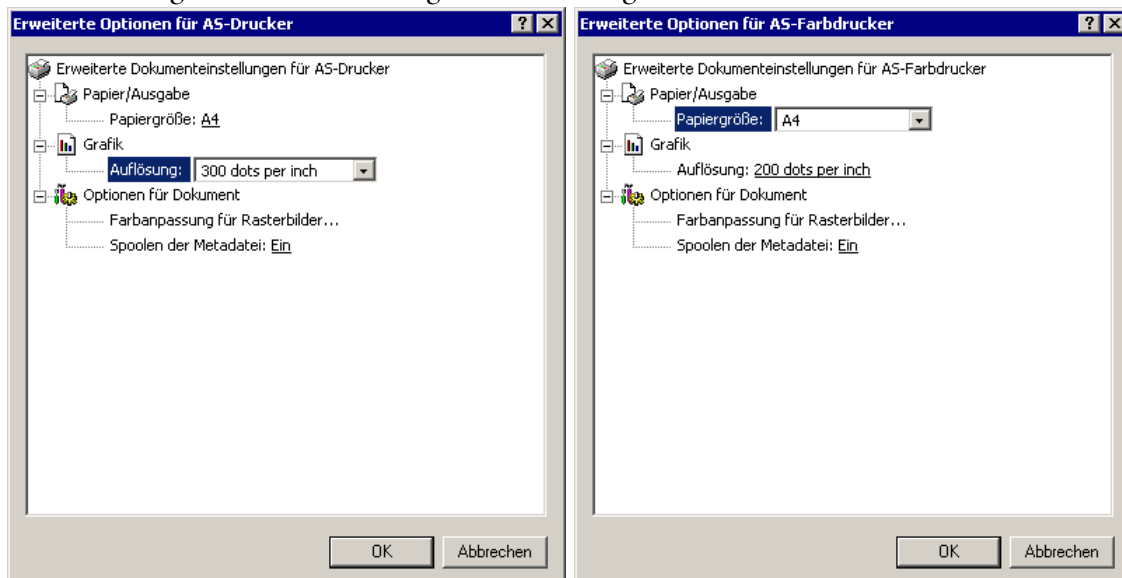 Erweiterte Optionen für AS-Drucker
Erweiterte Dokumenteinstellungen für AS-Drucker
Papier/Ausgabe
Papiergröße: A4
Grafik
Auflösung: 300 dots per inch
Optionen für Dokument
Farbanpassung für Rasterbilder...
Spoolen der Metadatei: Ein
OK Abbrechen
Erweiterte Optionen für AS-Farbdrucker
Erweiterte Dokumenteinstellungen für AS-Farbdrucker
Papier/Ausgabe
Papiergröße: A4
Grafik
Auflösung: 200 dots per inch
Optionen für Dokument
Farbanpassung für Rasterbilder...
Spoolen der Metadatei: Ein
OK Abbrechen